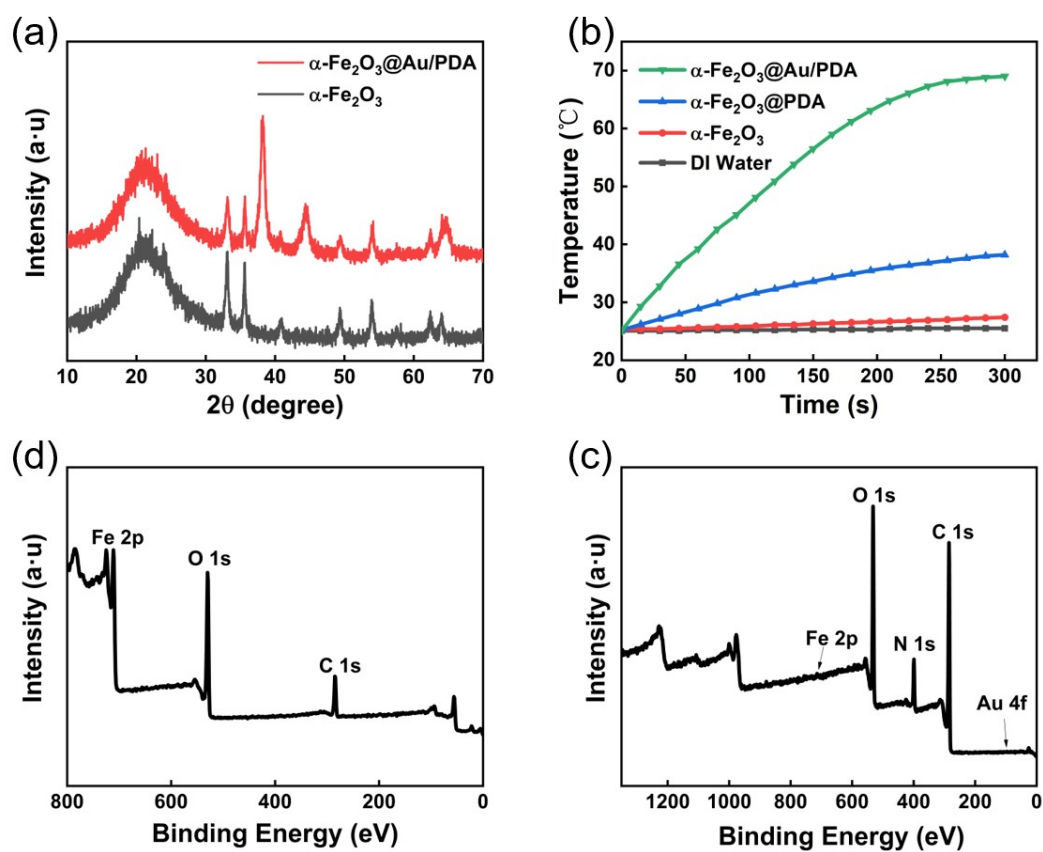 (a)
α-Fe₂O₃@Au/PDA
α-Fe₂O₃
Intensity (a·u)
10 20 30 40 50 60 70
2θ (degree)
(b)
70
60
50
40
30
20
α-Fe₂O₃@Au/PDA
α-Fe₂O₃@PDA
α-Fe₂O₃
DI Water
Temperature (℃)
0 50 100 150 200 250 300
Time (s)
(d)
Fe 2p
O 1s
C 1s
Intensity (a·u)
800 600 400 200 0
Binding Energy (eV)
(c)
O 1s
C 1s
Fe 2p
N 1s
Au 4f
Intensity (a·u)
1200 1000 800 600 400 200 0
Binding Energy (eV)